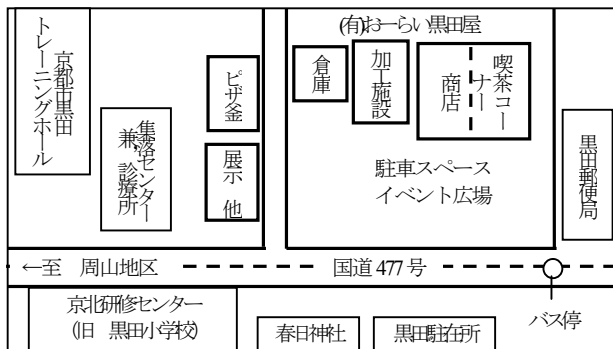 京都市黒田
トレーニングホール
集落センター
兼、診療所
ピザ釜
展示 他
(有)おーらい黒田屋
倉庫
加工施設
喫茶コー
ナー
商店
駐車スペース
イベント広場
黒田郵便局
←至 周山地区
国道477号
バス停
京北研修センター
(旧 黒田小学校)
春日神社
黒田駐在所